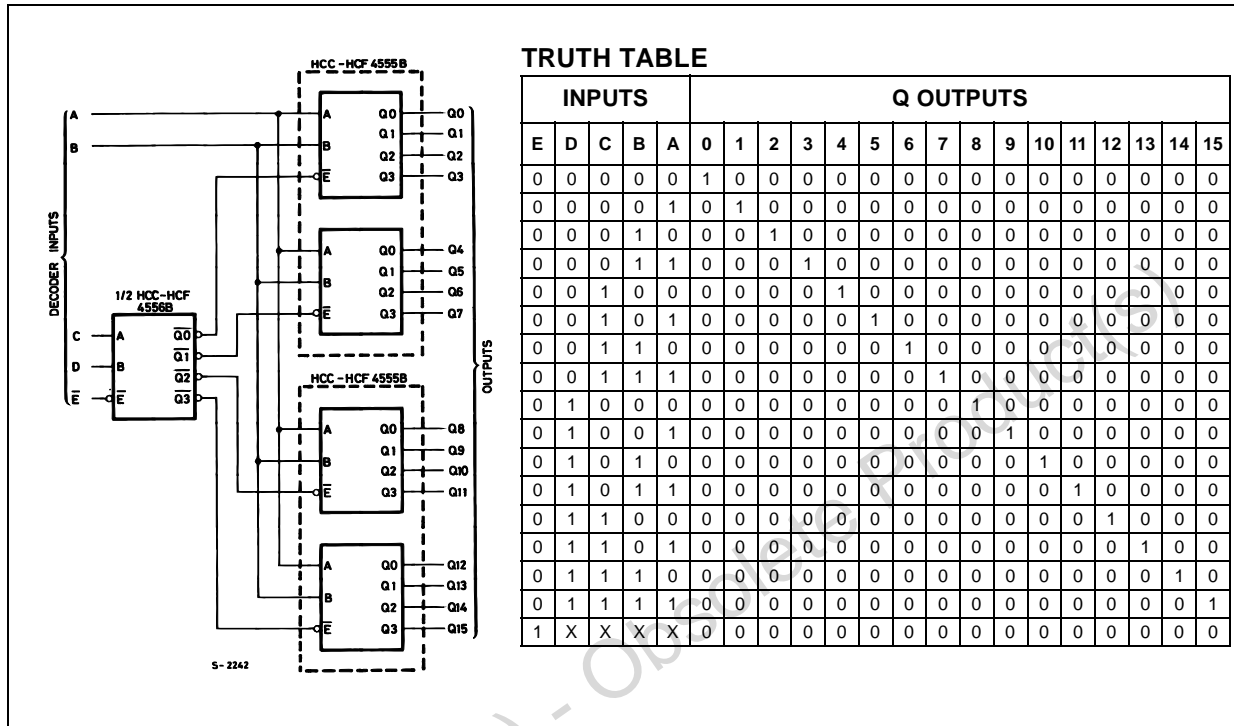 HCC-HCF 4555B
A
B
A Q0 Q0
Q1 Q1
B Q2 Q2
E̅ Q3 Q3
DECODER INPUTS
A Q0 Q4
Q1 Q5
B Q2 Q6
E̅ Q3 Q7
1/2 HCC-HCF
4556B
C A Q̅0̅
D B Q̅1̅
Q̅2̅
E̅ E̅ Q̅3̅
OUTPUTS
HCC-HCF 4555B
A Q0 Q8
Q1 Q9
B Q2 Q10
E̅ Q3 Q11
A Q0 Q12
Q1 Q13
B Q2 Q14
E̅ Q3 Q15
S-2242
TRUTH TABLE
INPUTS Q OUTPUTS
E D C B A 0 1 2 3 4 5 6 7 8 9 10 11 12 13 14 15
0 0 0 0 0 1 0 0 0 0 0 0 0 0 0 0 0 0 0 0 0
0 0 0 0 1 0 1 0 0 0 0 0 0 0 0 0 0 0 0 0 0
0 0 0 1 0 0 0 1 0 0 0 0 0 0 0 0 0 0 0 0 0
0 0 0 1 1 0 0 0 1 0 0 0 0 0 0 0 0 0 0 0 0
0 0 1 0 0 0 0 0 0 1 0 0 0 0 0 0 0 0 0 0 0
0 0 1 0 1 0 0 0 0 0 1 0 0 0 0 0 0 0 0 0 0
0 0 1 1 0 0 0 0 0 0 0 1 0 0 0 0 0 0 0 0 0
0 0 1 1 1 0 0 0 0 0 0 0 1 0 0 0 0 0 0 0 0
0 1 0 0 0 0 0 0 0 0 0 0 0 1 0 0 0 0 0 0 0
0 1 0 0 1 0 0 0 0 0 0 0 0 0 1 0 0 0 0 0 0
0 1 0 1 0 0 0 0 0 0 0 0 0 0 0 1 0 0 0 0 0
0 1 0 1 1 0 0 0 0 0 0 0 0 0 0 0 1 0 0 0 0
0 1 1 0 0 0 0 0 0 0 0 0 0 0 0 0 0 1 0 0 0
0 1 1 0 1 0 0 0 0 0 0 0 0 0 0 0 0 0 1 0 0
0 1 1 1 0 0 0 0 0 0 0 0 0 0 0 0 0 0 0 1 0
0 1 1 1 1 0 0 0 0 0 0 0 0 0 0 0 0 0 0 0 1
1 X X X X 0 0 0 0 0 0 0 0 0 0 0 0 0 0 0 0
) - Obsolete Product(s)